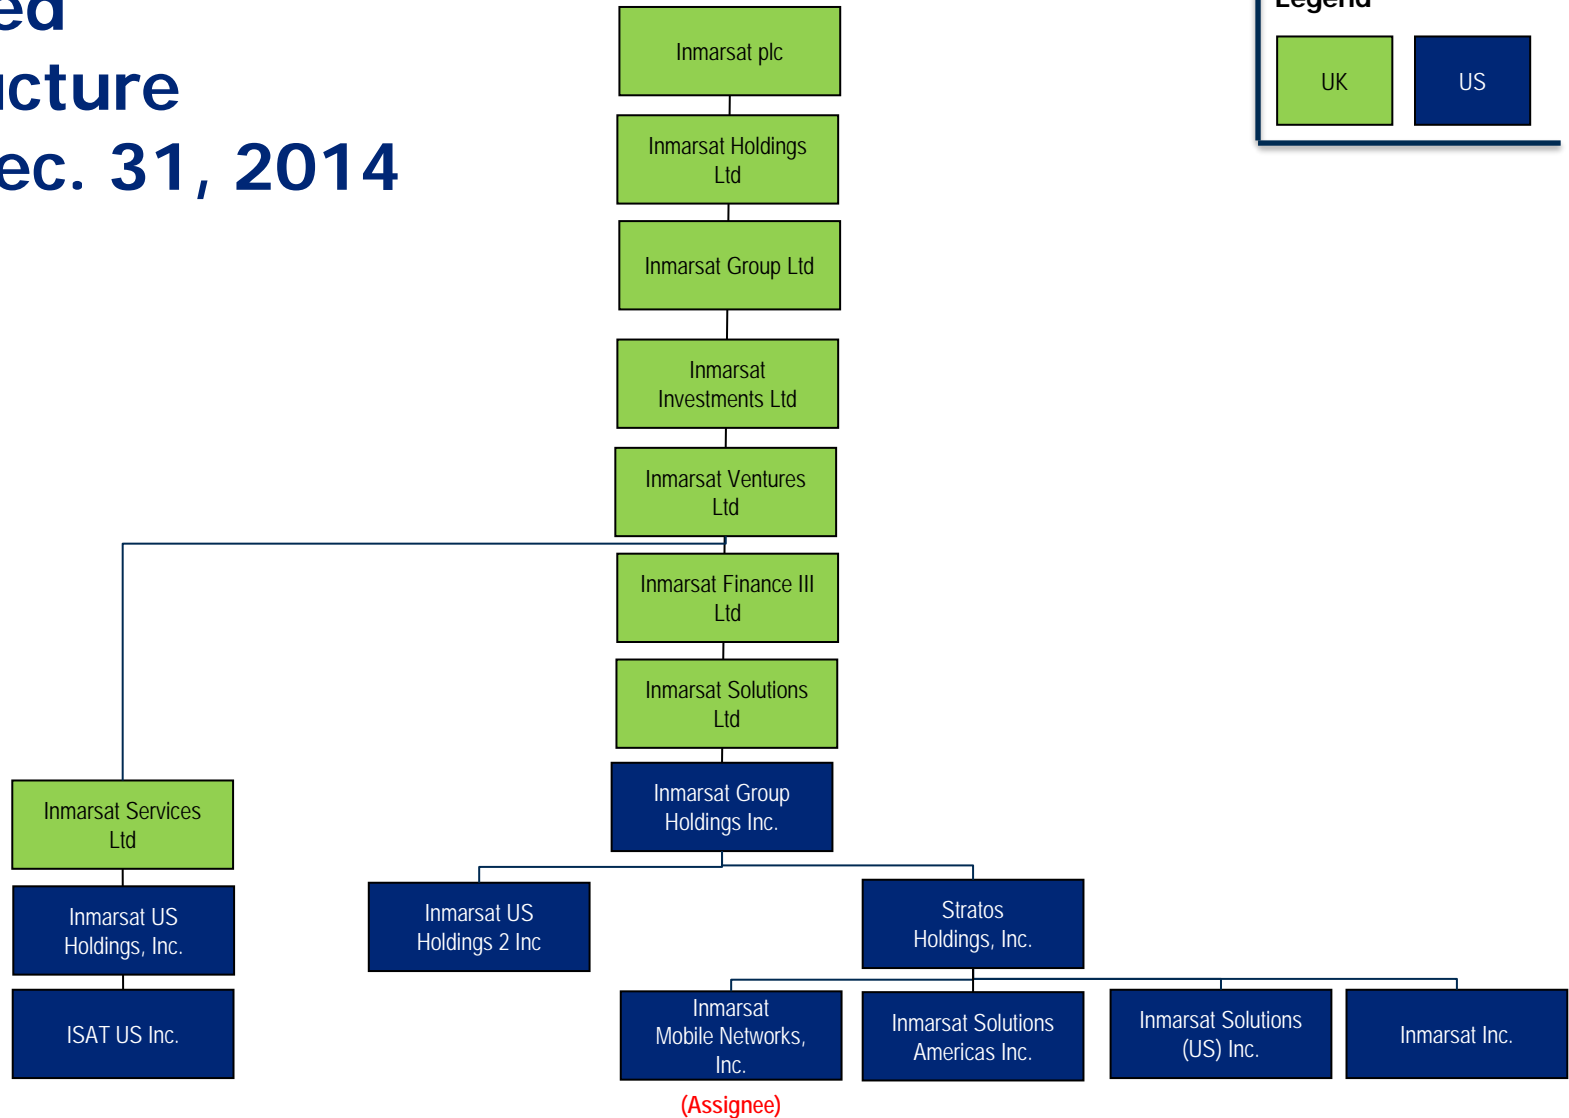 2014
ec. 31,
Legend
UK
US
Inmarsat plc
Inmarsat Holdings
Ltd
Inmarsat Group Ltd
Inmarsat
Investments Ltd
Inmarsat Ventures
Ltd
Inmarsat Finance III
Ltd
Inmarsat Solutions
Ltd
Inmarsat Services
Ltd
Inmarsat Group
Holdings Inc.
Inmarsat US
Holdings, Inc.
Inmarsat US
Holdings 2 Inc
Stratos
Holdings, Inc.
ISAT US Inc.
Inmarsat
Mobile Networks,
Inc.
Inmarsat Solutions
Americas Inc.
Inmarsat Solutions
(US) Inc.
Inmarsat Inc.
(Assignee)